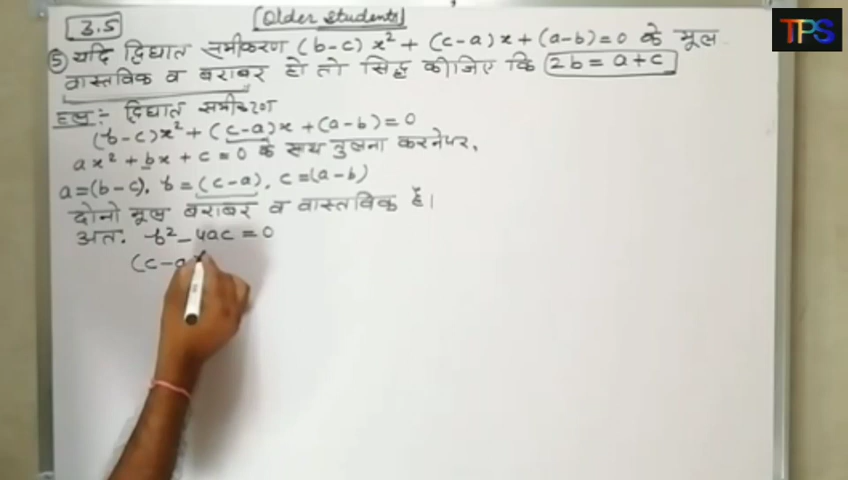 3.5 (Older Students) TPS
⑤ यदि द्विघात समीकरण (b-c)x² + (c-a)x + (a-b) = 0 के मूल
वास्तविक व बराबर हो तो सिद्ध कीजिए कि 2b = a+c
हल:- द्विघात समीकरण
(b-c)x² + (c-a)x + (a-b) = 0
ax² + bx + c = 0 के साथ तुलना करने पर,
a=(b-c), b = (c-a), c = (a-b)
दोनो मूल बराबर व वास्तविक है।
अत. b² - 4ac = 0
(c-a)